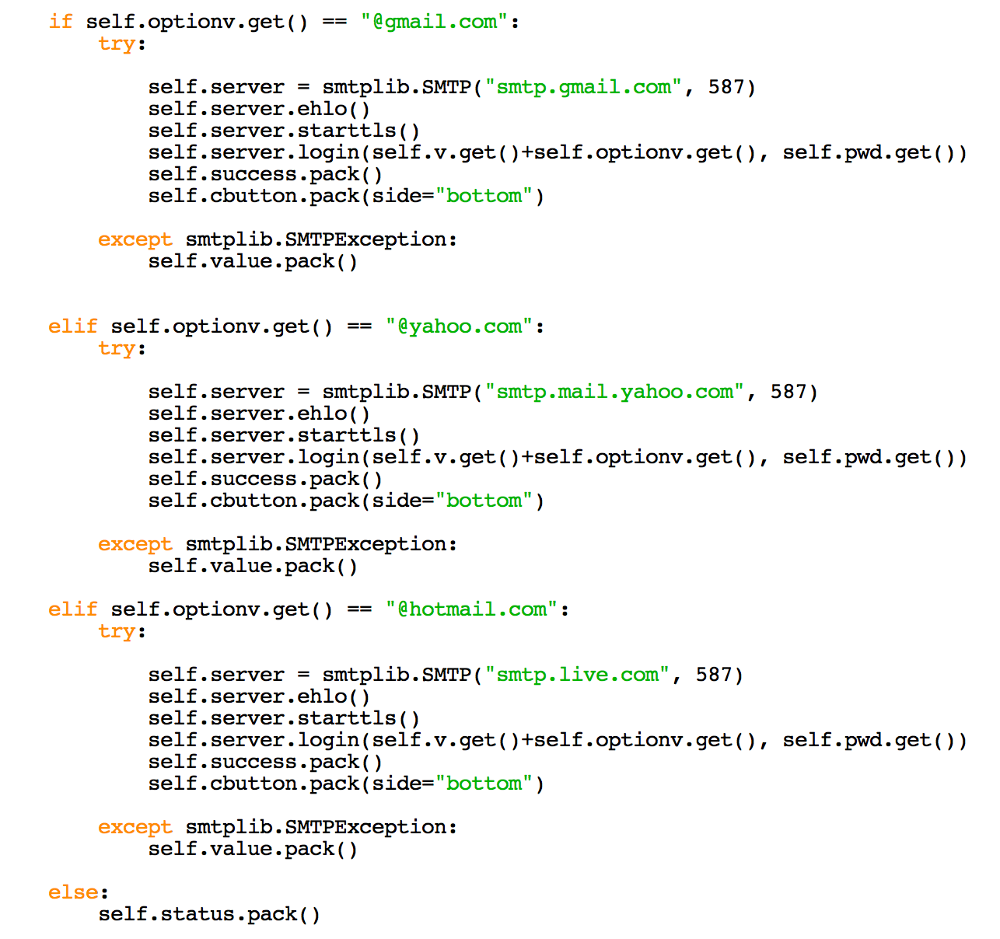 if self.optionv.get() == "@gmail.com":
try:
self.server = smtplib.SMTP("smtp.gmail.com", 587)
self.server.ehlo()
self.server.starttls()
self.server.login(self.v.get()+self.optionv.get(), self.pwd.get())
self.success.pack()
self.cbutton.pack(side="bottom")
except smtplib.SMTPException:
self.value.pack()
elif self.optionv.get() == "@yahoo.com":
try:
self.server = smtplib.SMTP("smtp.mail.yahoo.com", 587)
self.server.ehlo()
self.server.starttls()
self.server.login(self.v.get()+self.optionv.get(), self.pwd.get())
self.success.pack()
self.cbutton.pack(side="bottom")
except smtplib.SMTPException:
self.value.pack()
elif self.optionv.get() == "@hotmail.com":
try:
self.server = smtplib.SMTP("smtp.live.com", 587)
self.server.ehlo()
self.server.starttls()
self.server.login(self.v.get()+self.optionv.get(), self.pwd.get())
self.success.pack()
self.cbutton.pack(side="bottom")
except smtplib.SMTPException:
self.value.pack()
else:
self.status.pack()